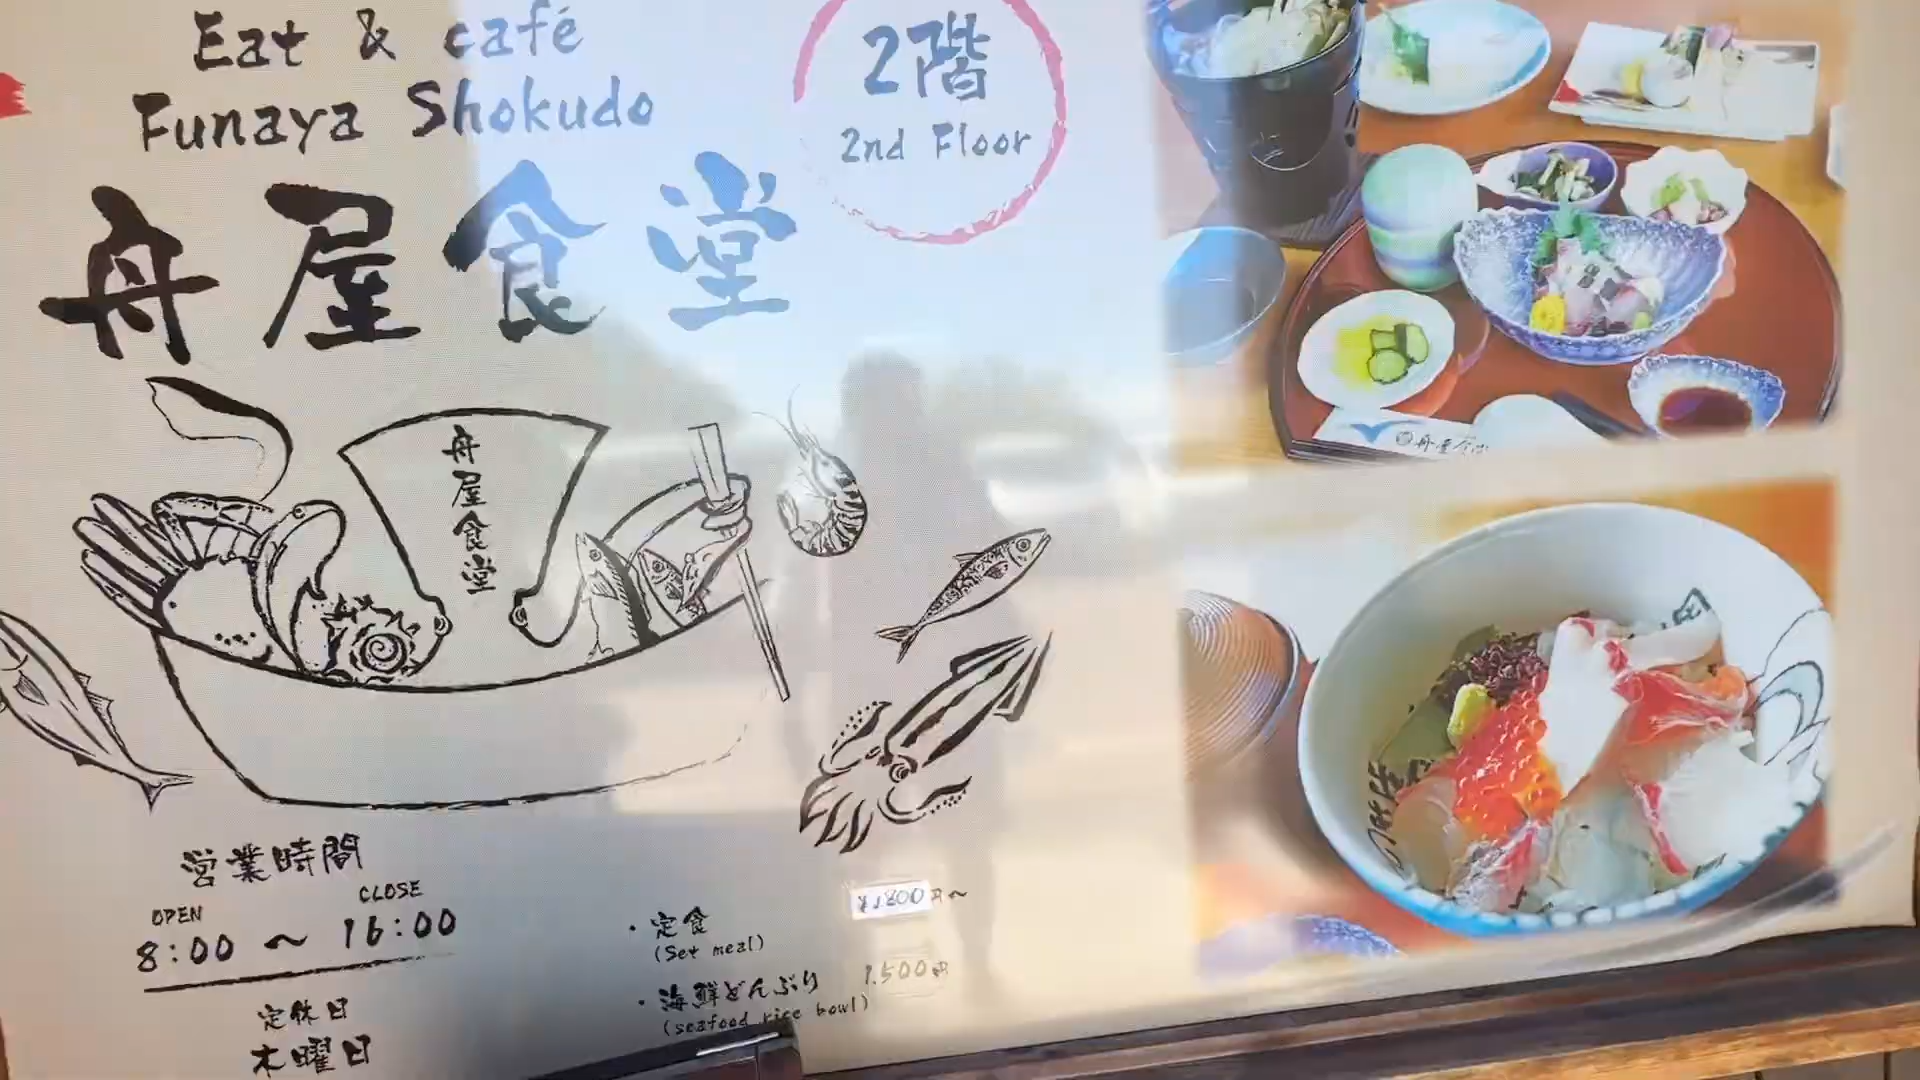 Eat & café
Funaya Shokudo
舟屋食堂
2階
2nd Floor
舟屋食堂
営業時間
OPEN
CLOSE
8:00 ~ 16:00
定休日
木曜日
・定食
¥1.800円~
(Set meal)
・海鮮どんぶり
1.500円
(seafood rice bowl)